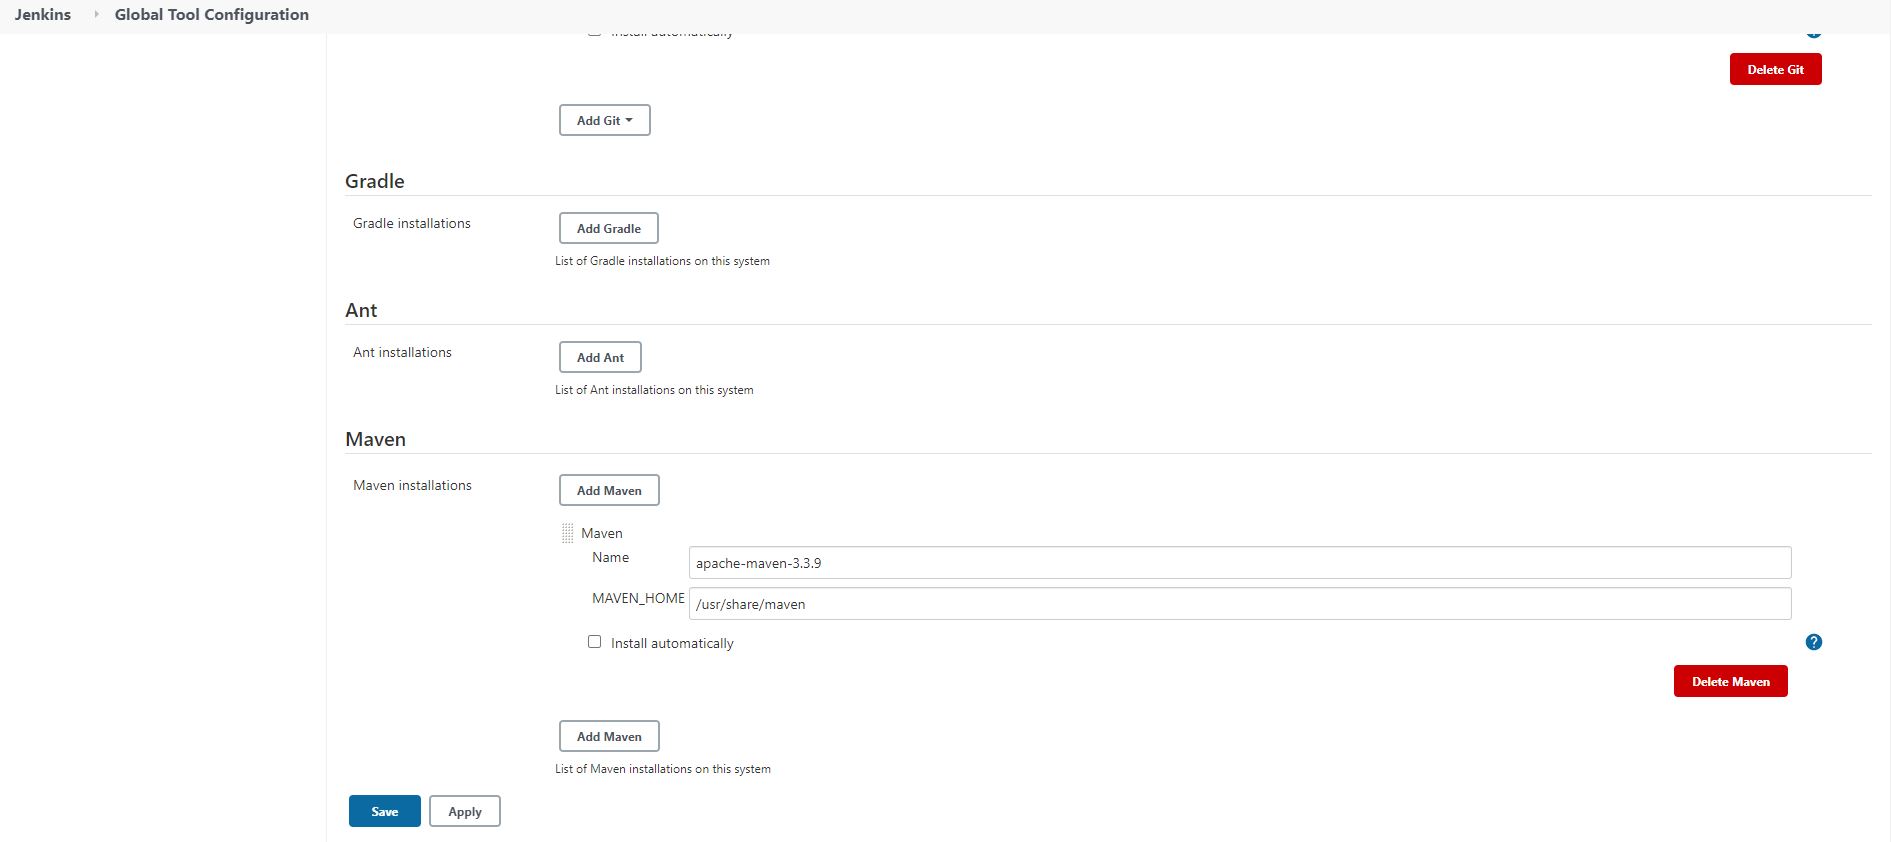 Jenkins Global Tool Configuration
Install automatically
Delete Git
Add Git
Gradle
Gradle installations
Add Gradle
List of Gradle installations on this system
Ant
Ant installations
Add Ant
List of Ant installations on this system
Maven
Maven installations
Add Maven
Maven
Name
apache-maven-3.3.9
MAVEN_HOME
/usr/share/maven
Install automatically
?
Delete Maven
Add Maven
List of Maven installations on this system
Save
Apply